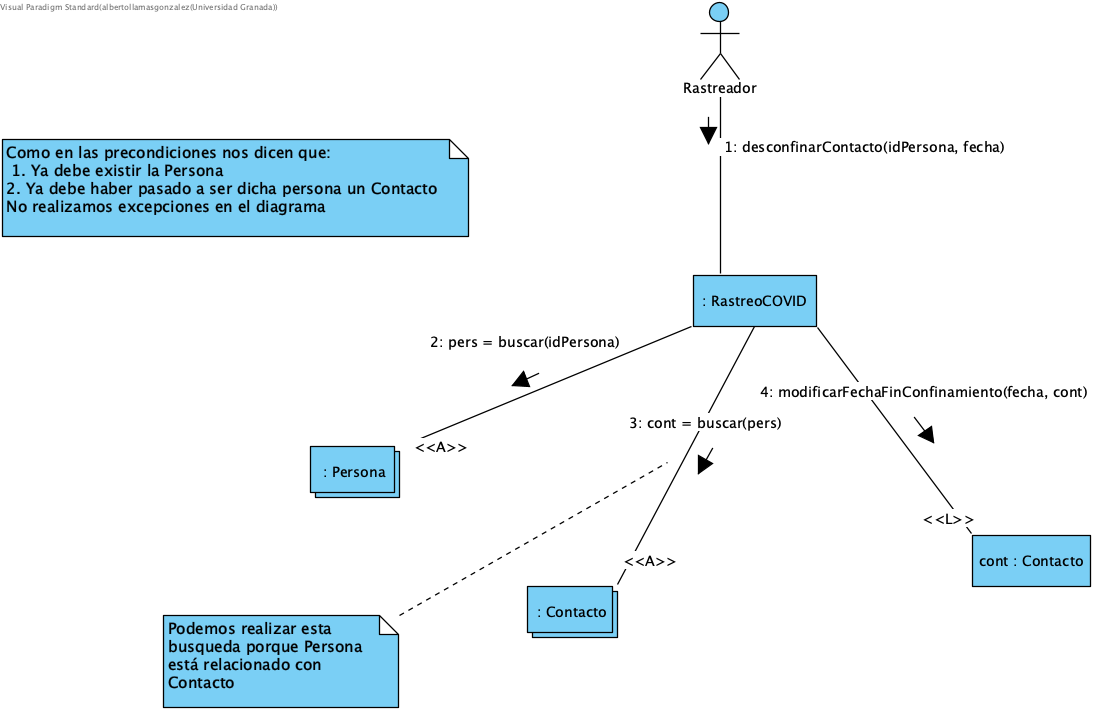 Visual Paradigm Standard(albertollamasgonzalez(Universidad Granada))
Rastreador
1: desconfinarContacto(idPersona, fecha)
Como en las precondiciones nos dicen que:
1. Ya debe existir la Persona
2. Ya debe haber pasado a ser dicha persona un Contacto
No realizamos excepciones en el diagrama
: RastreoCOVID
2: pers = buscar(idPersona)
4: modificarFechaFinConfinamiento(fecha, cont)
3: cont = buscar(pers)
<<A>>
: Persona
<<L>>
cont : Contacto
<<A>>
: Contacto
Podemos realizar esta
busqueda porque Persona
está relacionado con
Contacto